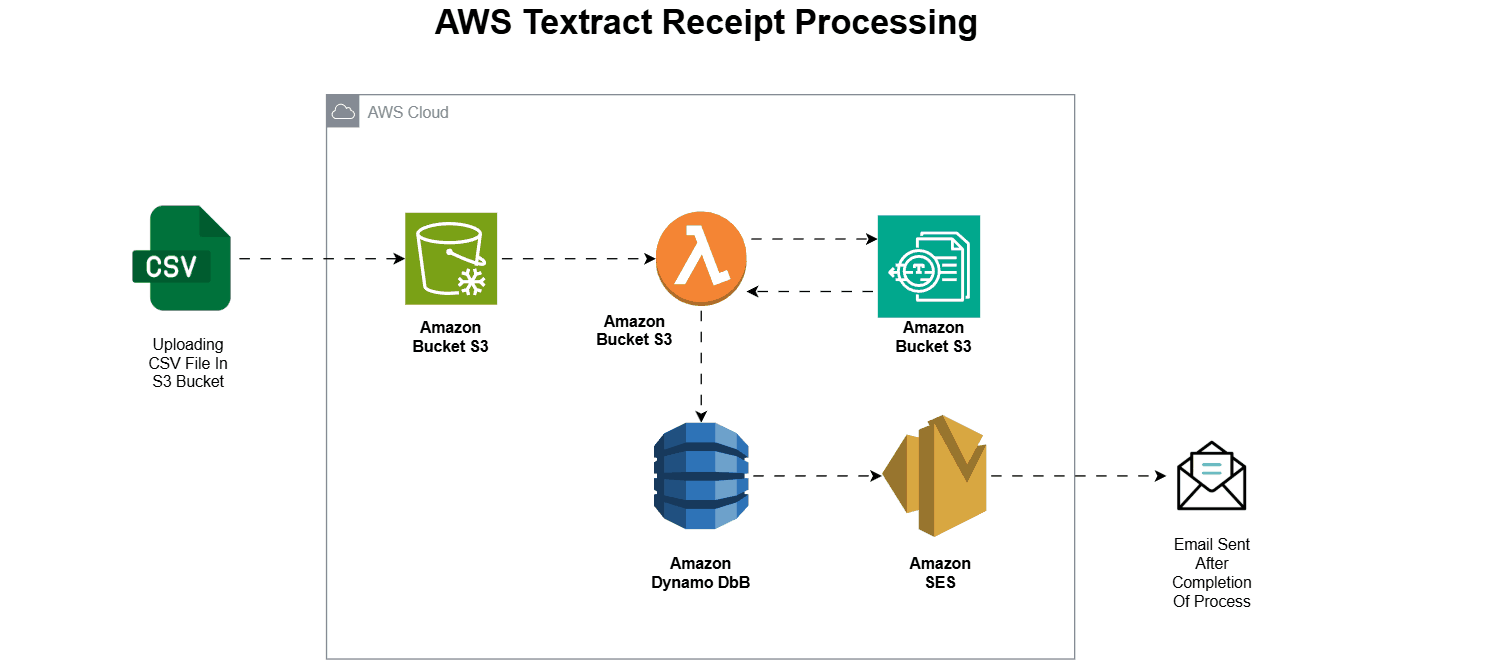 AWS Textract Receipt Processing
AWS Cloud
CSV
Uploading
CSV File In
S3 Bucket
Amazon
Bucket S3
Amazon
Bucket S3
Amazon
Bucket S3
T
Amazon
Dynamo DbB
Amazon
SES
Email Sent
After
Completion
Of Process